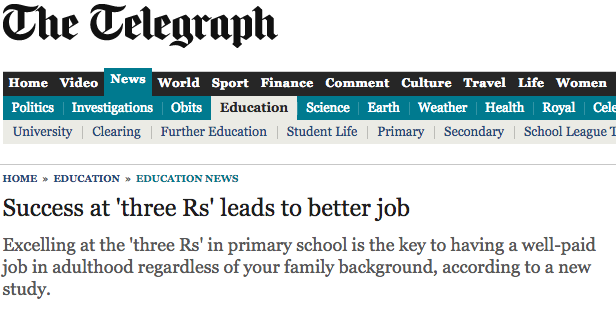 The Telegraph
Home Video News World Sport Finance Comment Culture Travel Life Women
Politics Investigations Obits Education Science Earth Weather Health Royal
University Clearing Further Education Student Life Primary Secondary School League
HOME » EDUCATION » EDUCATION NEWS
Success at 'three Rs' leads to better job
Excelling at the 'three Rs' in primary school is the key to having a well-paid
job in adulthood regardless of your family background, according to a new
study.